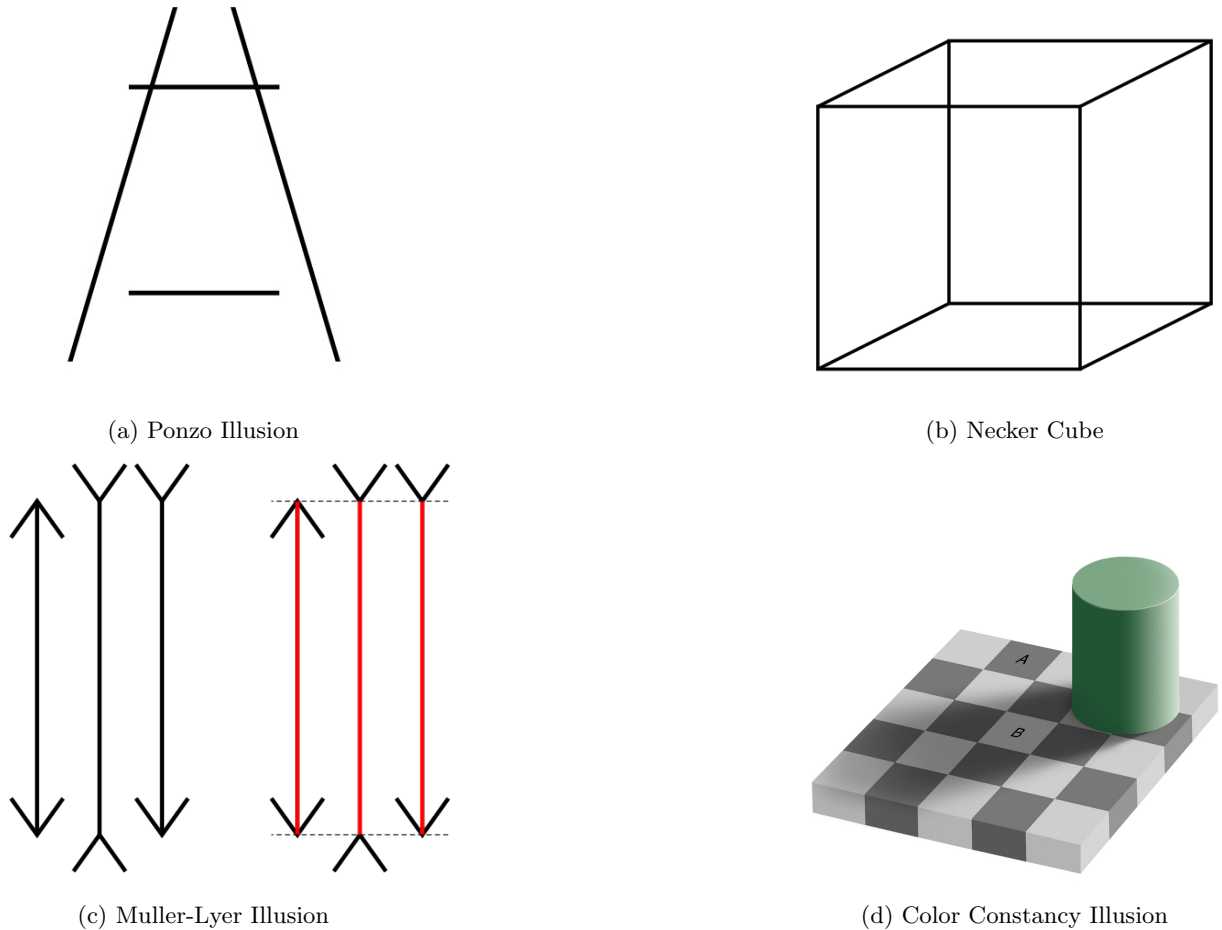 (a) Ponzo Illusion
(b) Necker Cube
A
B
(c) Muller-Lyer Illusion
(d) Color Constancy Illusion